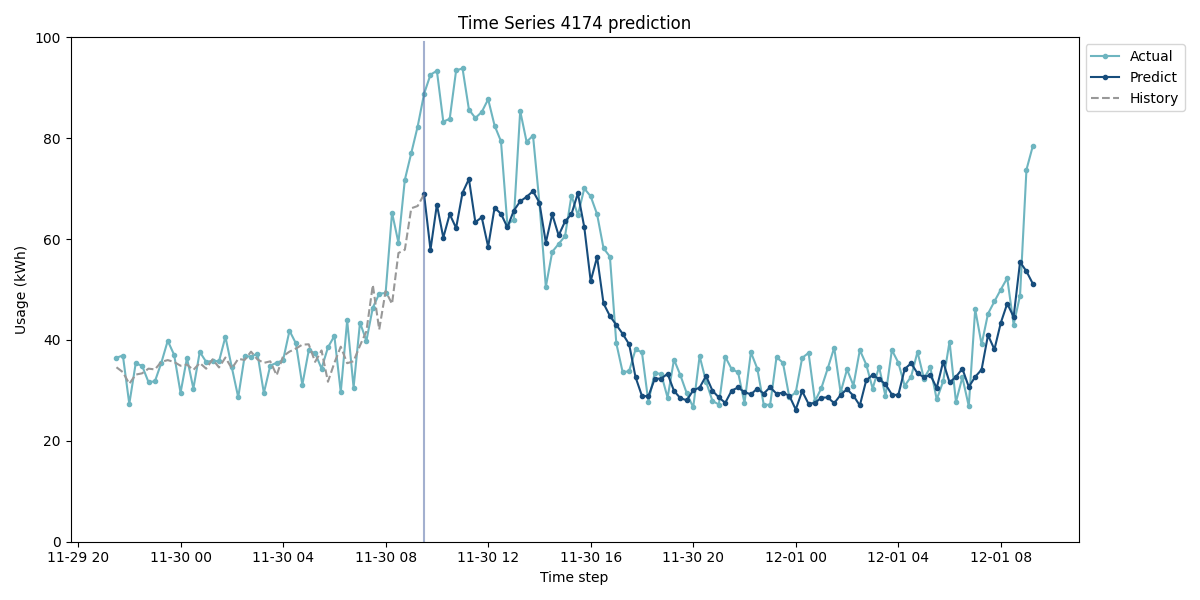 Time Series 4174 prediction
Usage (kWh)
100
80
60
40
20
0
11-29 20
11-30 00
11-30 04
11-30 08
11-30 12
11-30 16
11-30 20
12-01 00
12-01 04
12-01 08
Time step
Actual
Predict
History